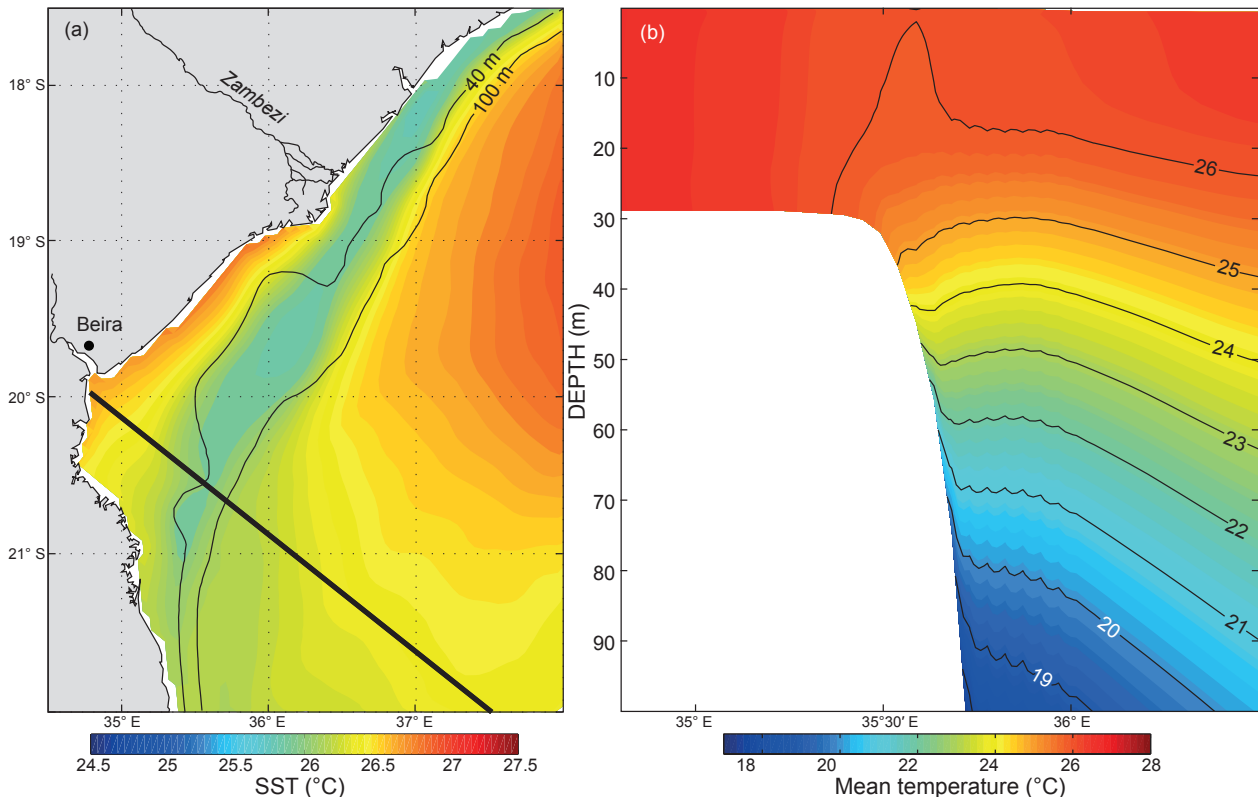 (a)
18° S
19° S
20° S
21° S
Zambezi
40 m
100 m
Beira
35° E
36° E
37° E
24.5 25 25.5 26 26.5 27 27.5
SST (°C)
(b)
DEPTH (m)
10
20
30
40
50
60
70
80
90
26
25
24
23
22
21
20
19
35° E
35°30' E
36° E
18 20 22 24 26 28
Mean temperature (°C)